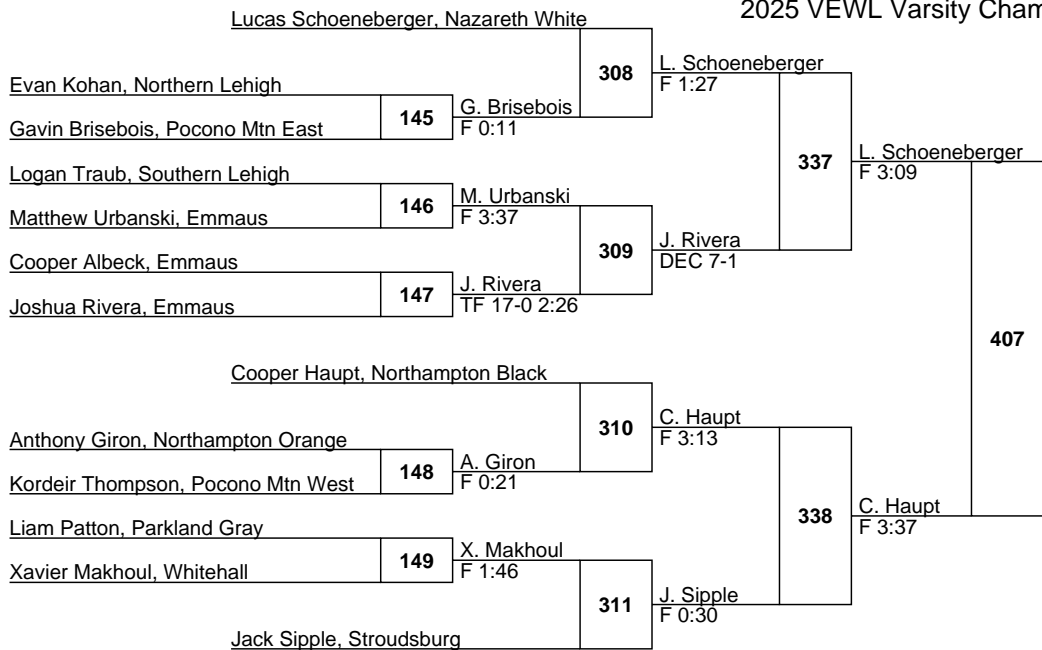 2025 VEWL Varsity Cham
Lucas Schoeneberger, Nazareth White
308
L. Schoeneberger
F 1:27
Evan Kohan, Northern Lehigh
145
G. Brisebois
F 0:11
Gavin Brisebois, Pocono Mtn East
337
L. Schoeneberger
F 3:09
Logan Traub, Southern Lehigh
146
M. Urbanski
F 3:37
Matthew Urbanski, Emmaus
309
J. Rivera
DEC 7-1
Cooper Albeck, Emmaus
147
J. Rivera
TF 17-0 2:26
Joshua Rivera, Emmaus
407
Cooper Haupt, Northampton Black
310
C. Haupt
F 3:13
Anthony Giron, Northampton Orange
148
A. Giron
F 0:21
Kordeir Thompson, Pocono Mtn West
338
C. Haupt
F 3:37
Liam Patton, Parkland Gray
149
X. Makhoul
F 1:46
Xavier Makhoul, Whitehall
311
J. Sipple
F 0:30
Jack Sipple, Stroudsburg